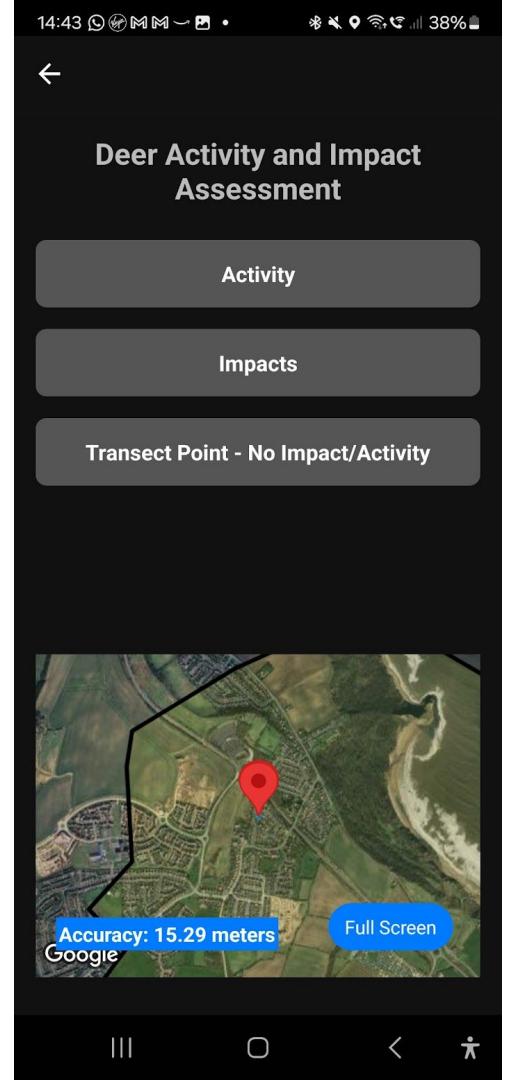 14:43
38%
Deer Activity and Impact
Assessment
Activity
Impacts
Transect Point - No Impact/Activity
Accuracy: 15.29 meters
Full Screen
Google